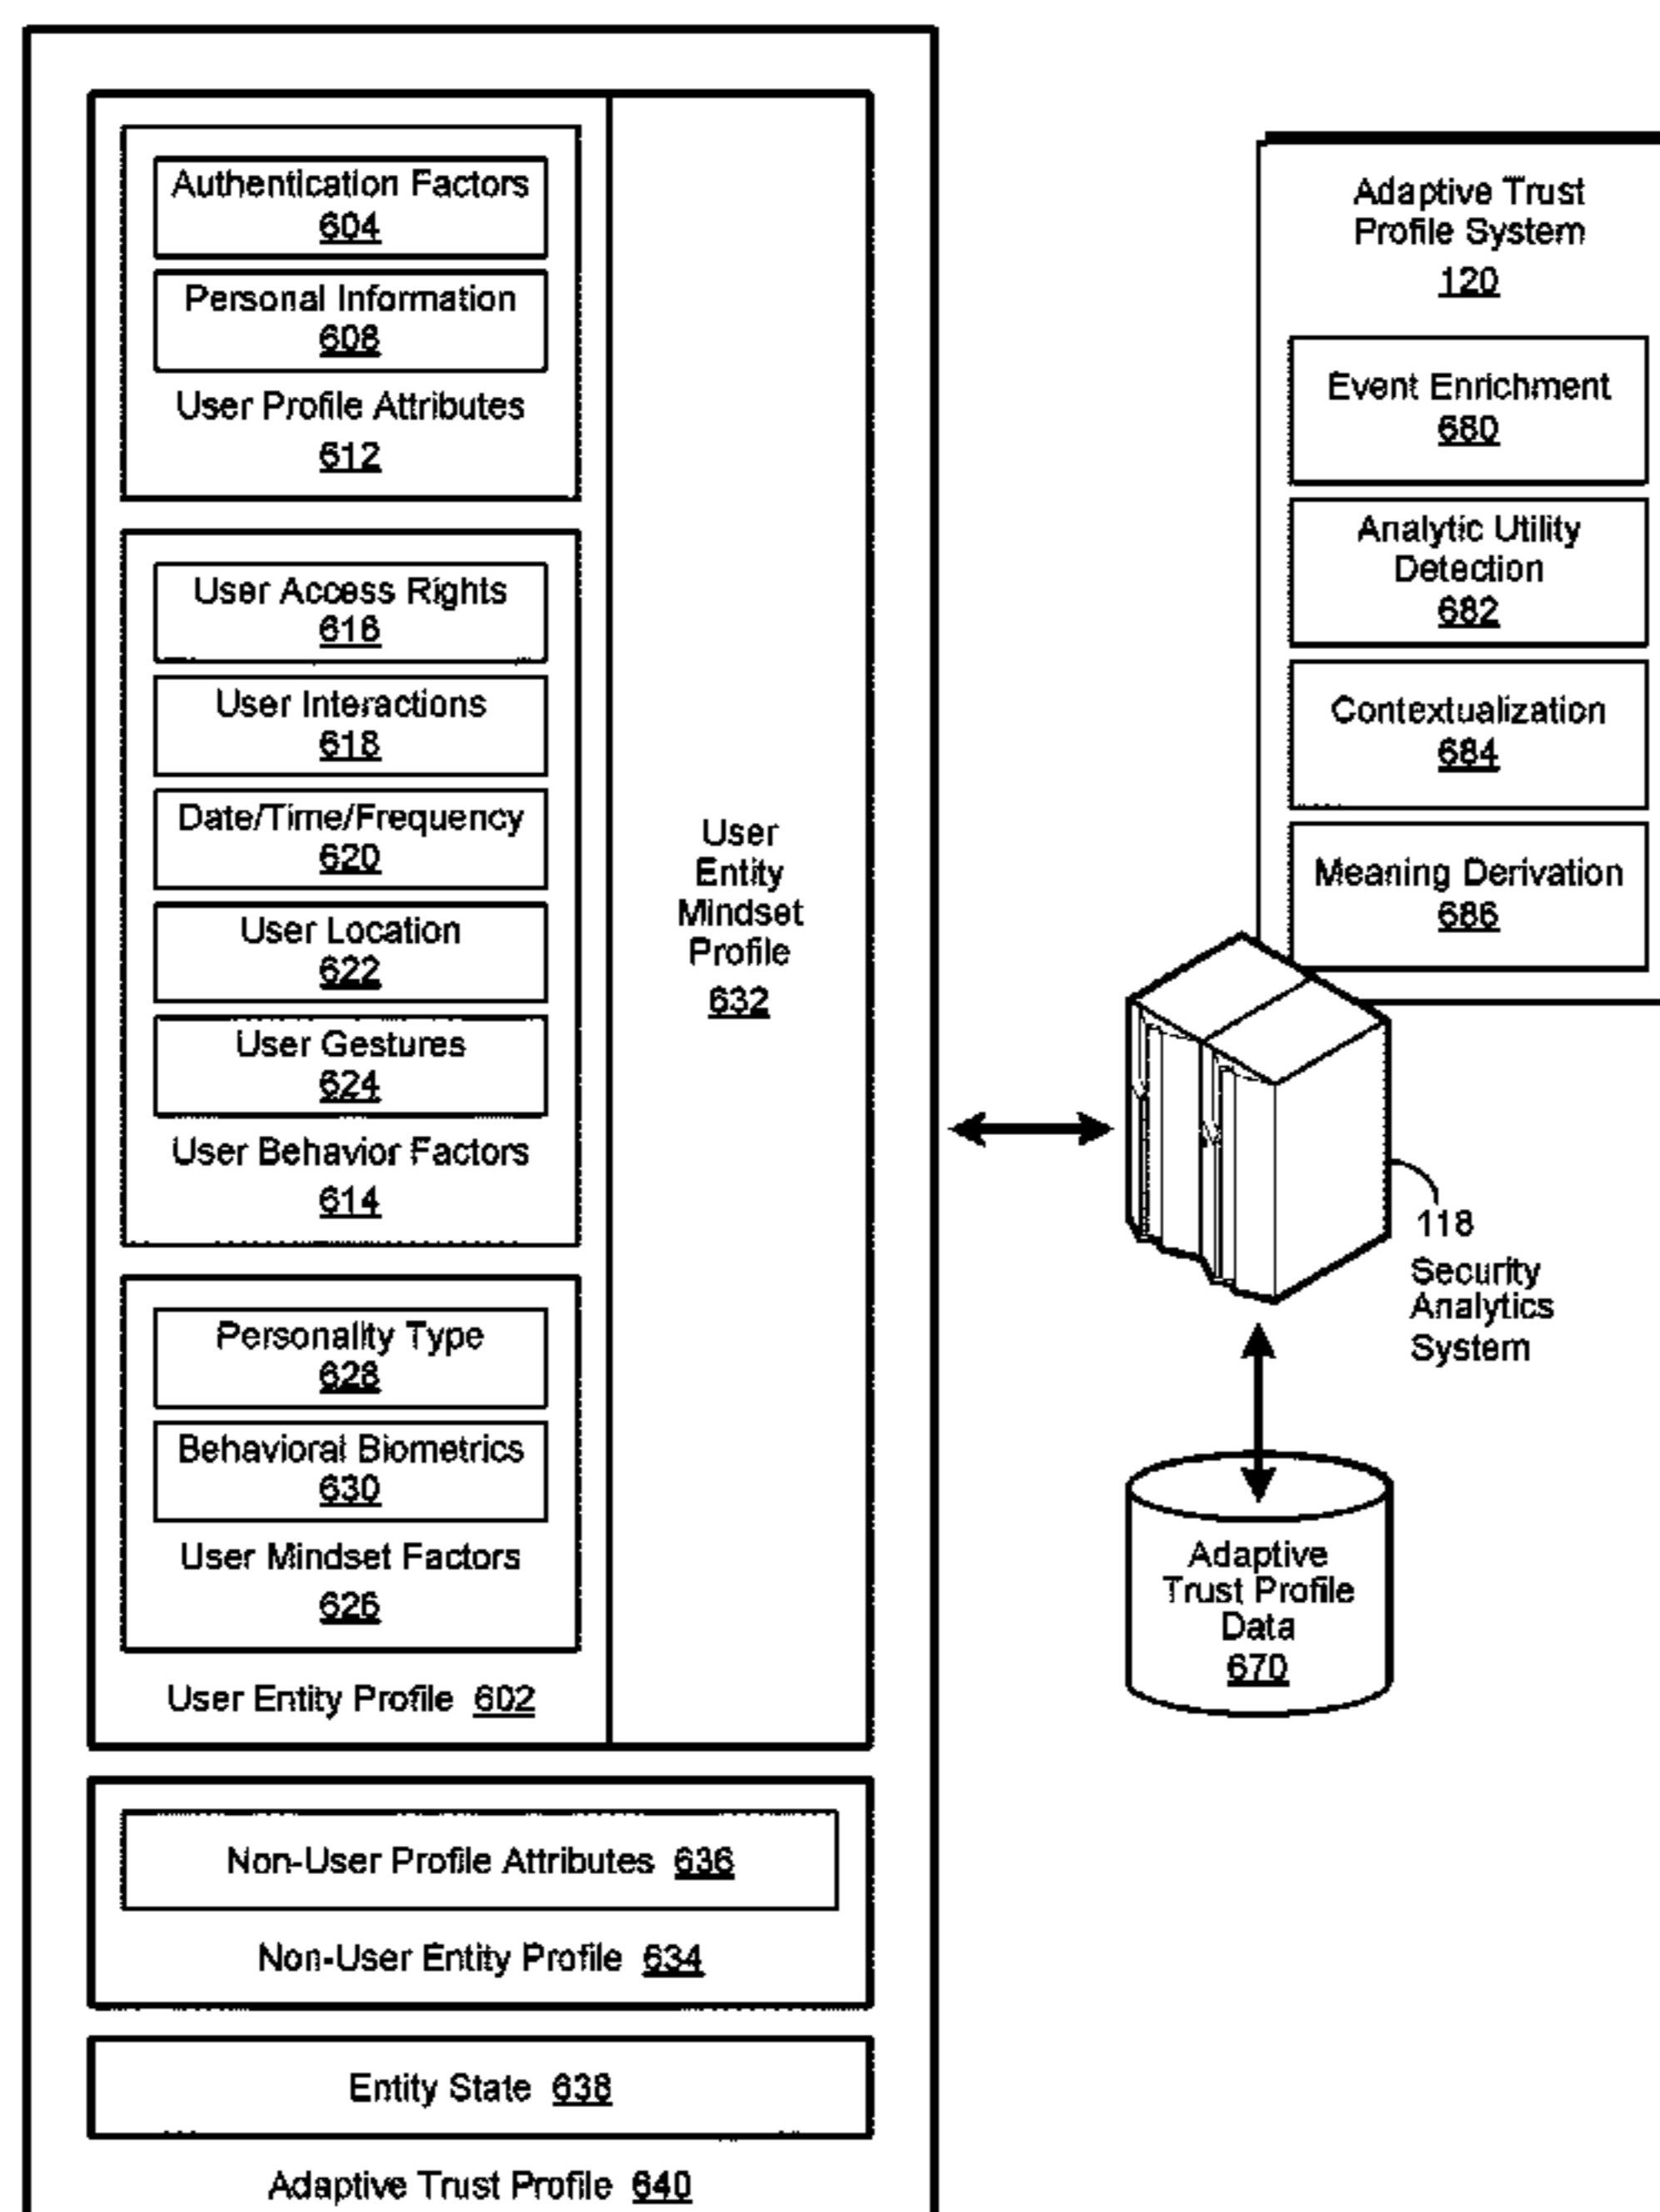 Authentication Factors
604
Personal Information
608
User Profile Attributes
612
User Access Rights
616
User Interactions
618
Date/Time/Frequency
620
User Location
622
User Gestures
624
User Behavior Factors
614
Personality Type
628
Behavioral Biometrics
630
User Mindset Factors
626
User Entity Profile 602
User
Entity
Mindset
Profile
632
Non-User Profile Attributes 636
Non-User Entity Profile 634
Entity State 638
Adaptive Trust Profile 640
Adaptive Trust
Profile System
120
Event Enrichment
680
Analytic Utility
Detection
682
Contextualization
684
Meaning Derivation
686
118
Security
Analytics
System
Adaptive
Trust Profile
Data
670